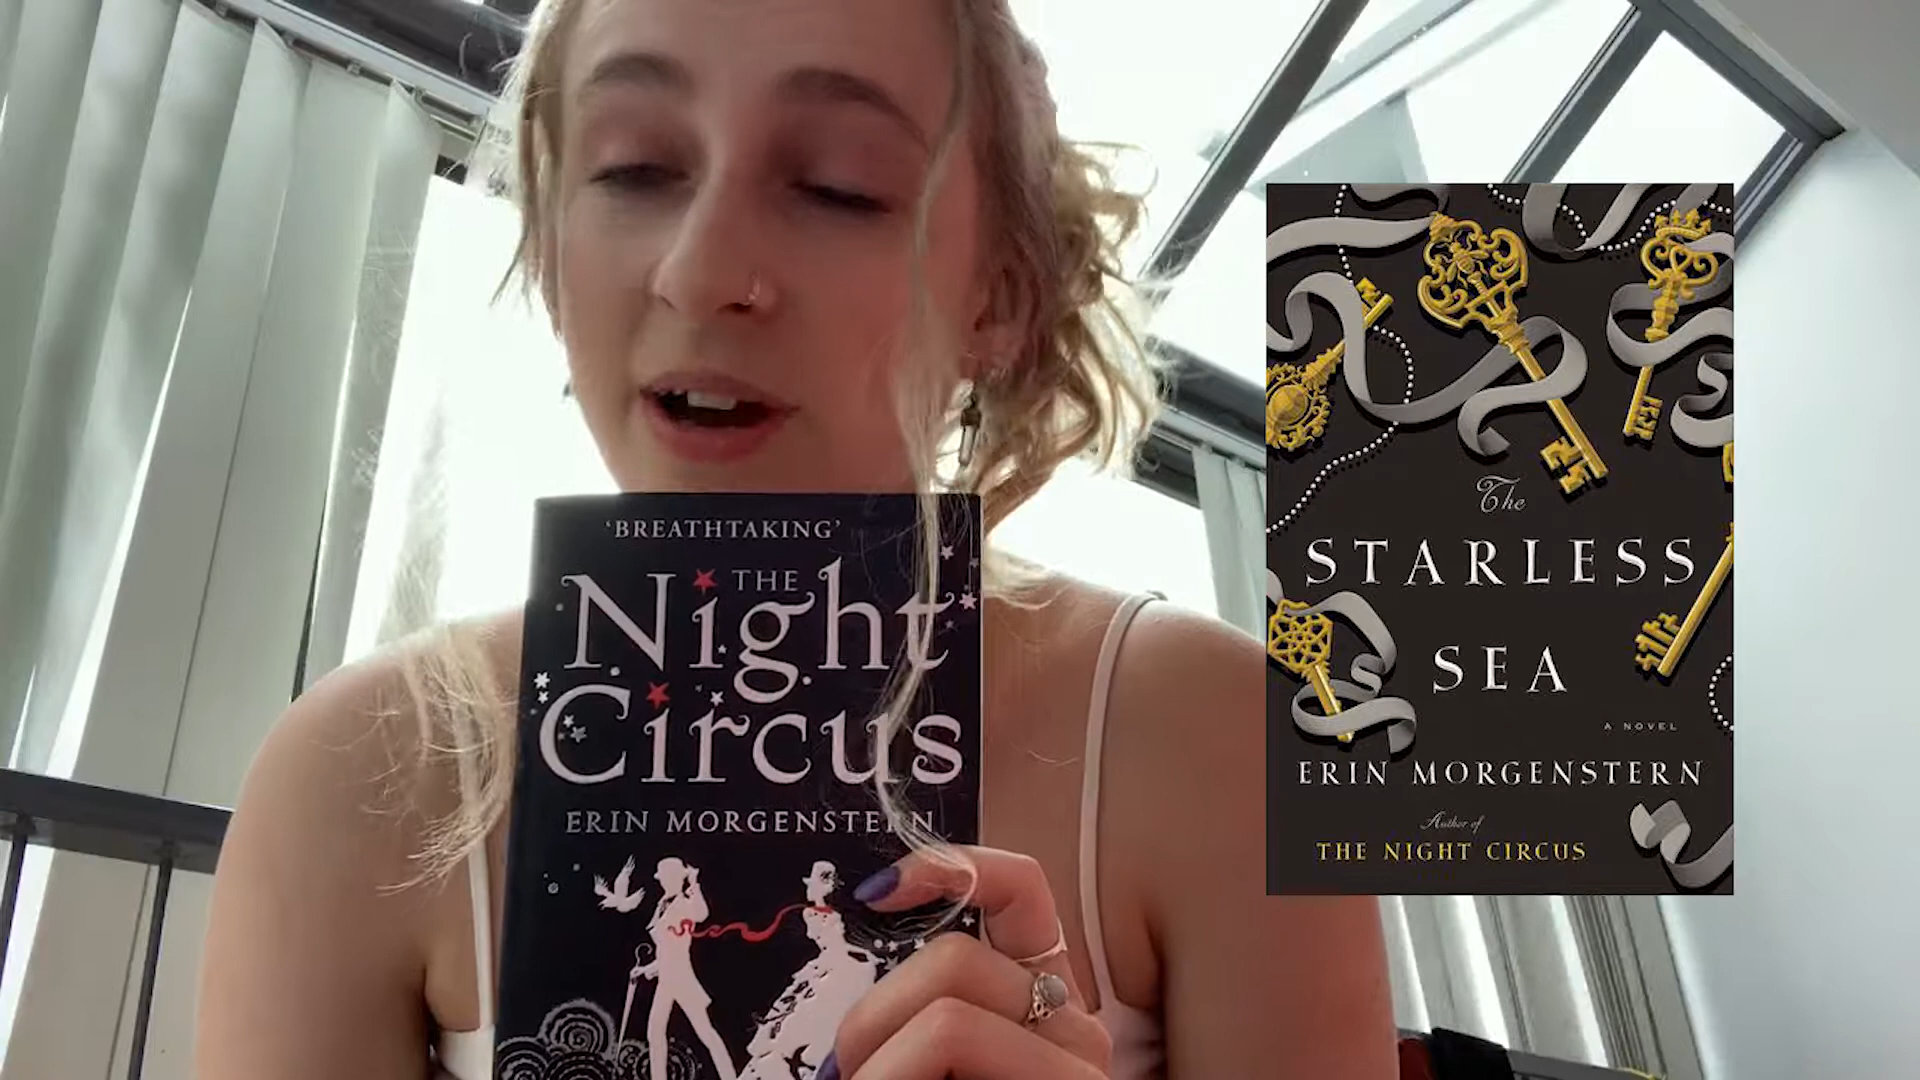 ‘BREATHTAKING’
THE
Night
Circus
ERIN MORGENSTERN
The
STARLESS
SEA
A NOVEL
ERIN MORGENSTERN
Author of
THE NIGHT CIRCUS